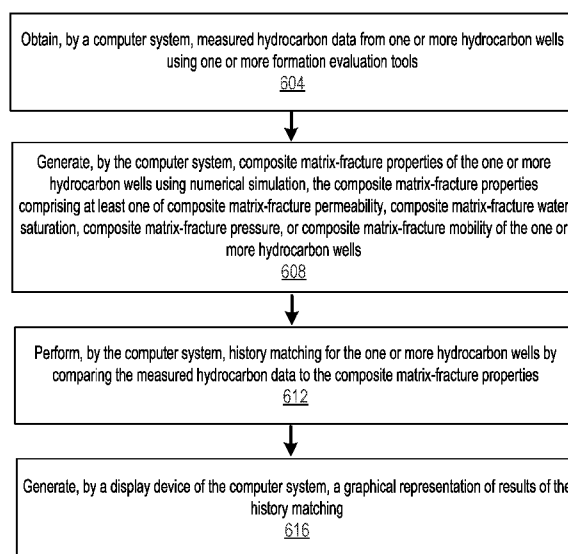 Obtain, by a computer system, measured hydrocarbon data from one or more hydrocarbon wells
using one or more formation evaluation tools
604
Generate, by the computer system, composite matrix-fracture properties of the one or more
hydrocarbon wells using numerical simulation, the composite matrix-fracture properties
comprising at least one of composite matrix-fracture permeability, composite matrix-fracture water
saturation, composite matrix-fracture pressure, or composite matrix-fracture mobility of the one or
more hydrocarbon wells
608
Perform, by the computer system, history matching for the one or more hydrocarbon wells by
comparing the measured hydrocarbon data to the composite matrix-fracture properties
612
Generate, by a display device of the computer system, a graphical representation of results of the
history matching
616